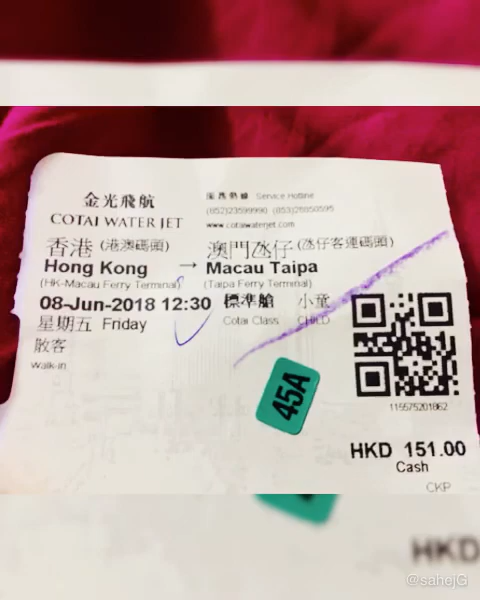 金光飛航
COTAI WATER JET
服務熱線 Service Hotline
(852)23599990 (853)28850595
www.cotaiwaterjet.com
香港 (港澳碼頭) 澳門氹仔 (氹仔客運碼頭)
Hong Kong → Macau Taipa
(HK-Macau Ferry Terminal) (Taipa Ferry Terminal)
08-Jun-2018 12:30 標準艙 小童
星期五 Friday Cotai Class CHILD
散客
Walk-in
45A
115575201862
HKD 151.00
Cash
CKP
HKD
@sahcjG